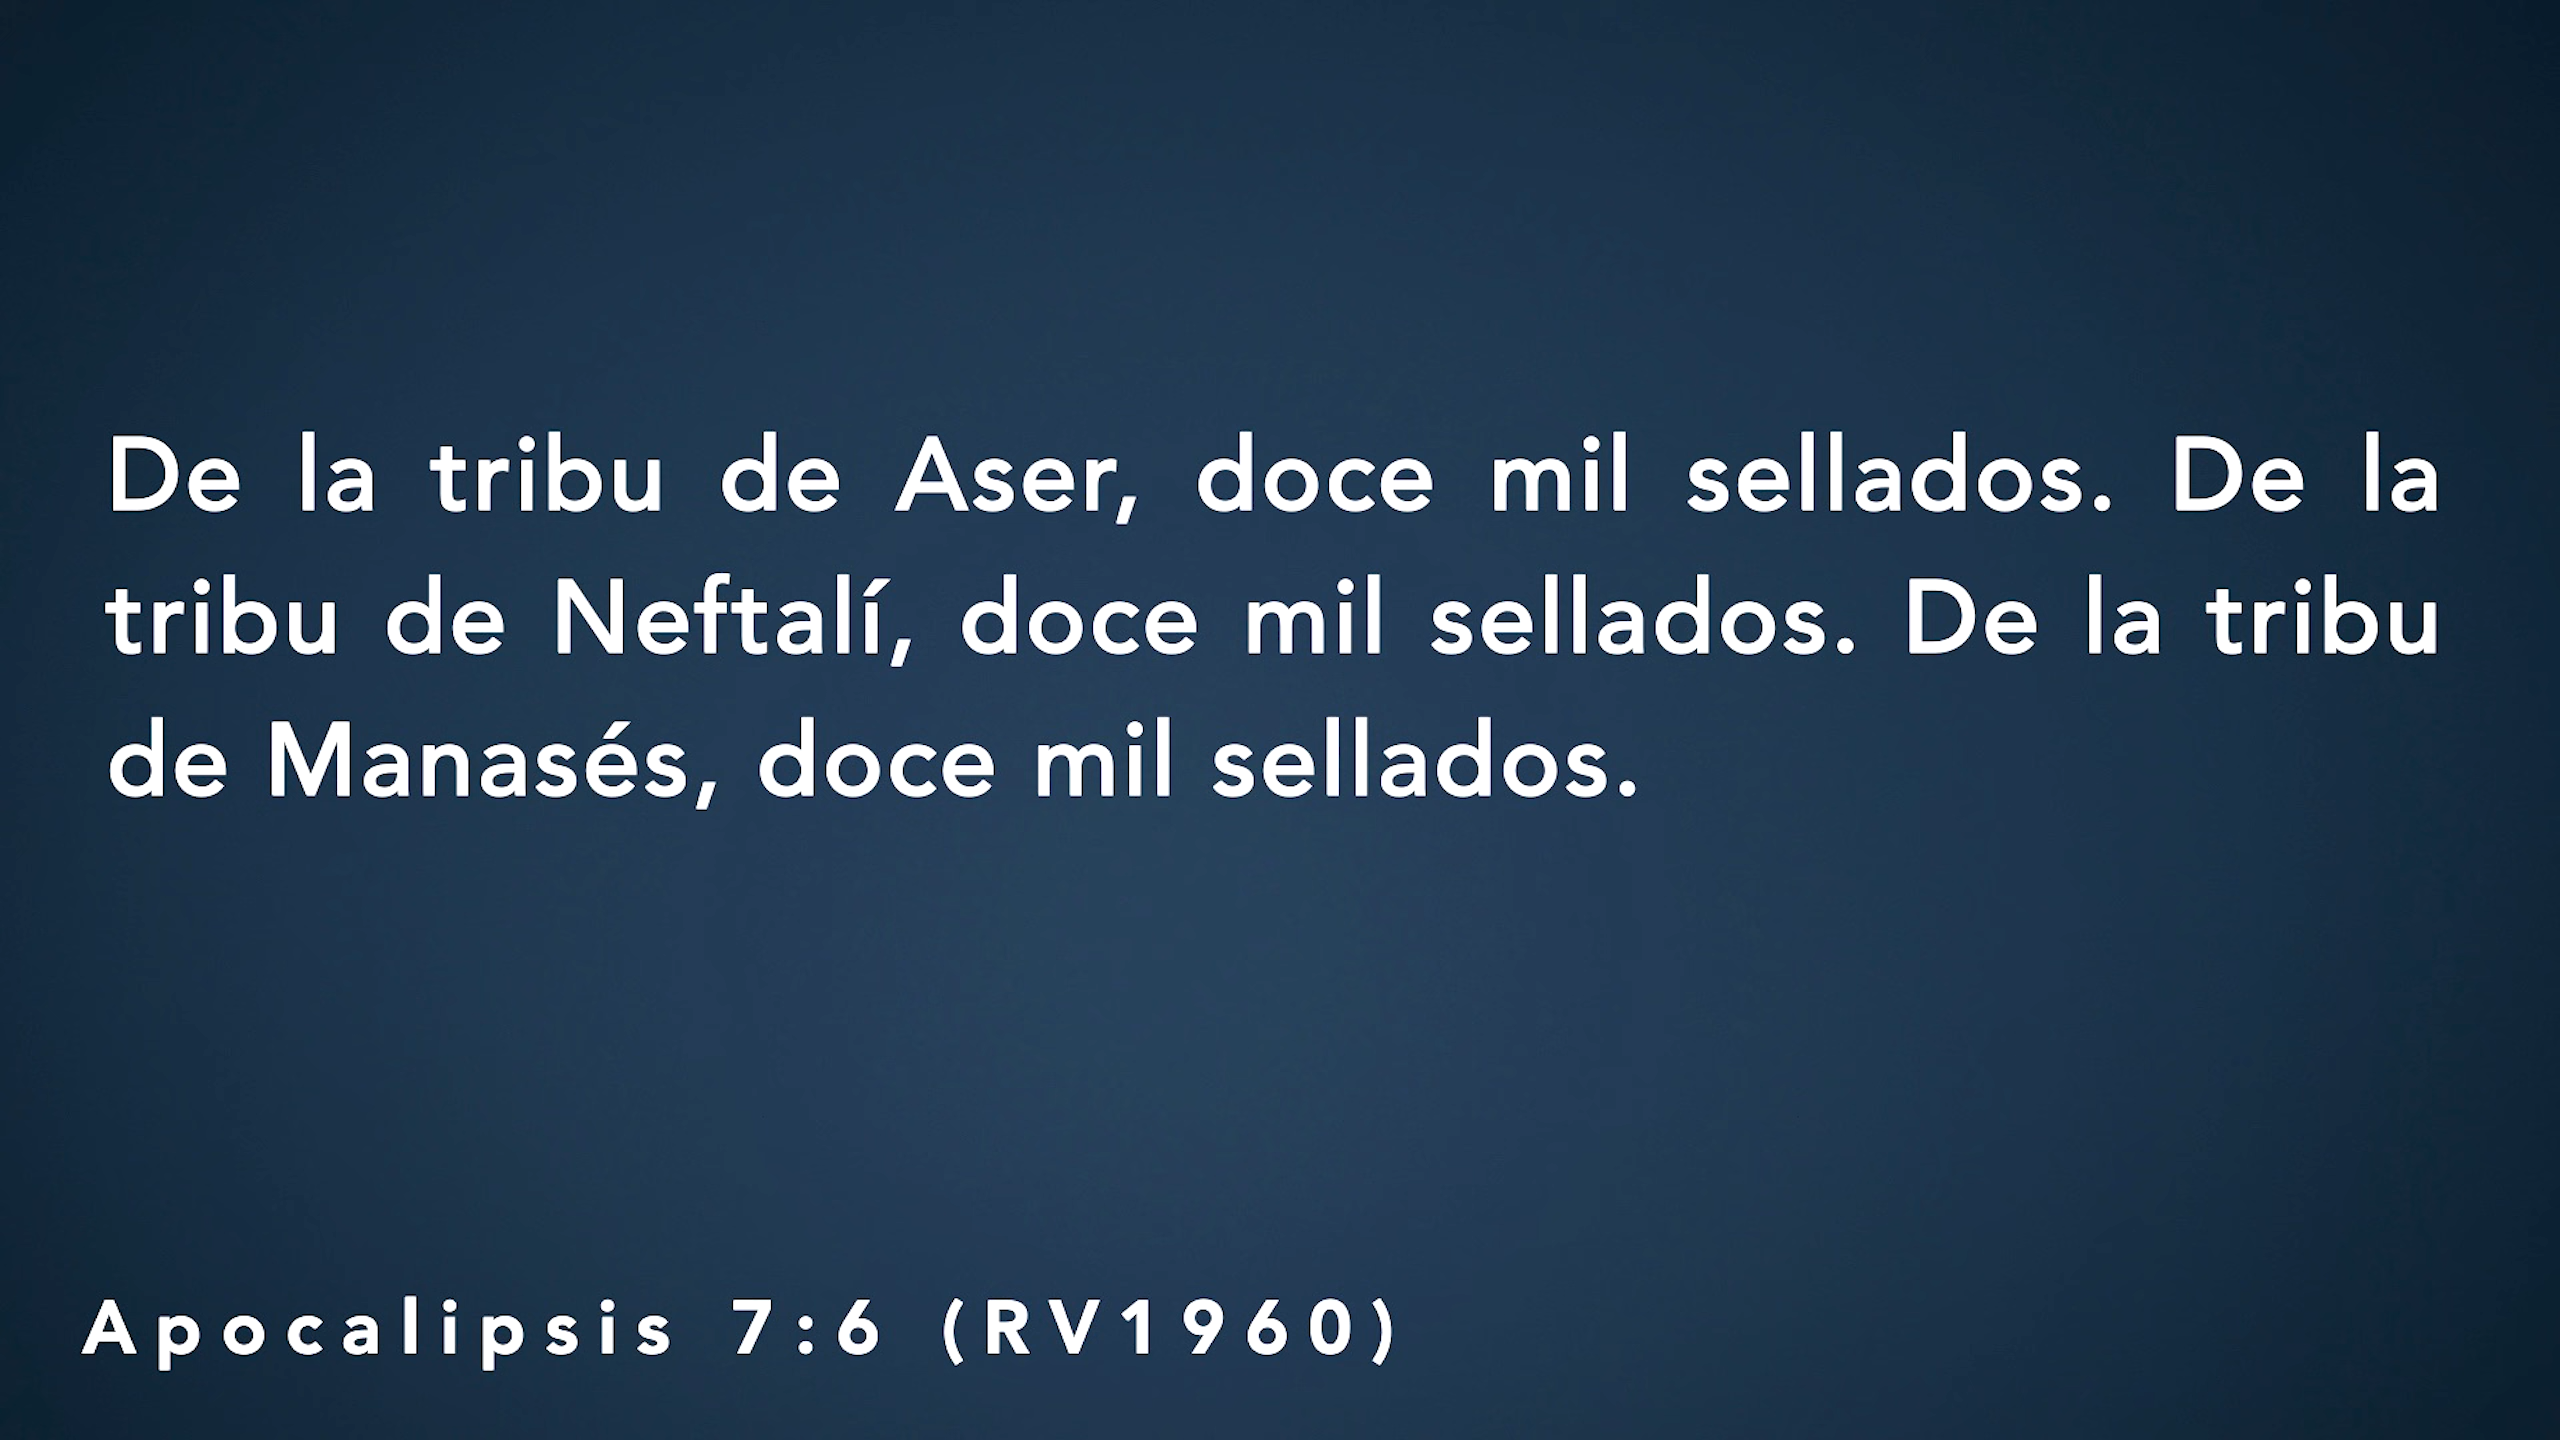 De la tribu de Aser, doce mil sellados. De la
tribu de Neftalí, doce mil sellados. De la tribu
de Manasés, doce mil sellados.
Apocalipsis 7:6 (RV1960)